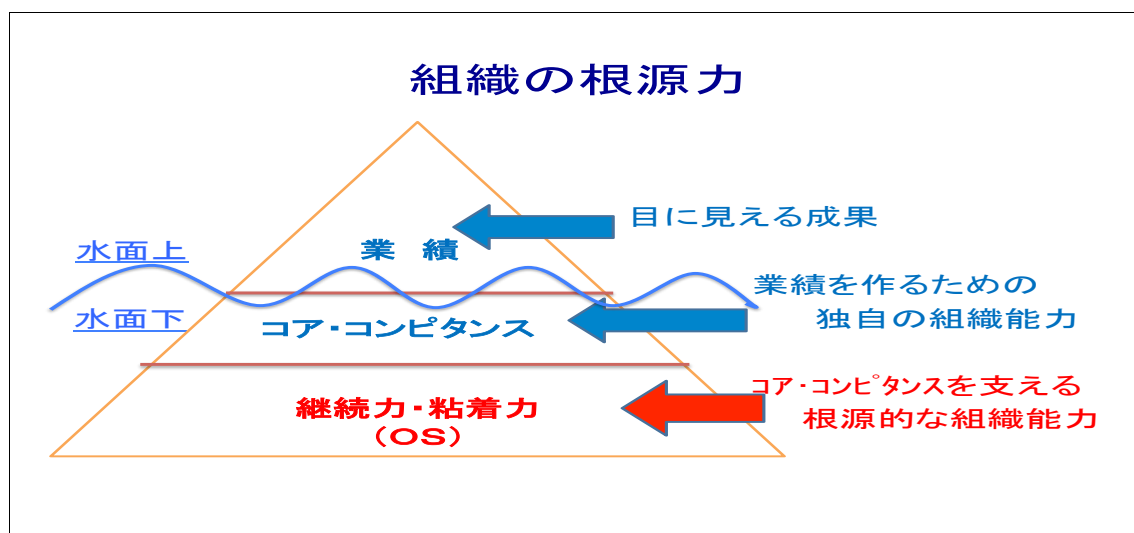 組織の根源力
目に見える成果
業 績
水面上
業績を作るための
独自の組織能力
水面下
コア・コンピタンス
コア・コンピタンスを支える
根源的な組織能力
継続力・粘着力
(OS)